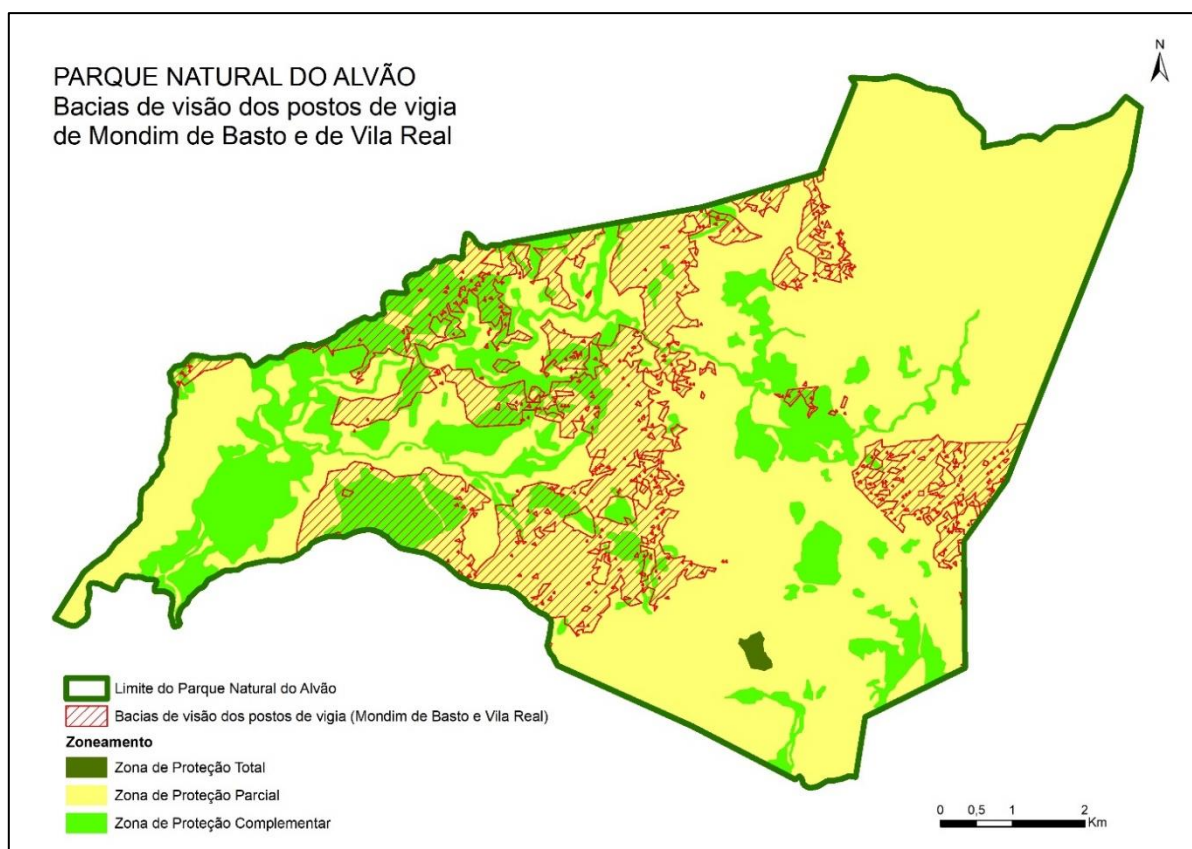 PARQUE NATURAL DO ALVÃO
Bacias de visão dos postos de vigia
de Mondim de Basto e de Vila Real
N
Limite do Parque Natural do Alvão
Bacias de visão dos postos de vigia (Mondim de Basto e Vila Real)
Zoneamento
Zona de Proteção Total
Zona de Proteção Parcial
Zona de Proteção Complementar
0 0,5 1 2
Km